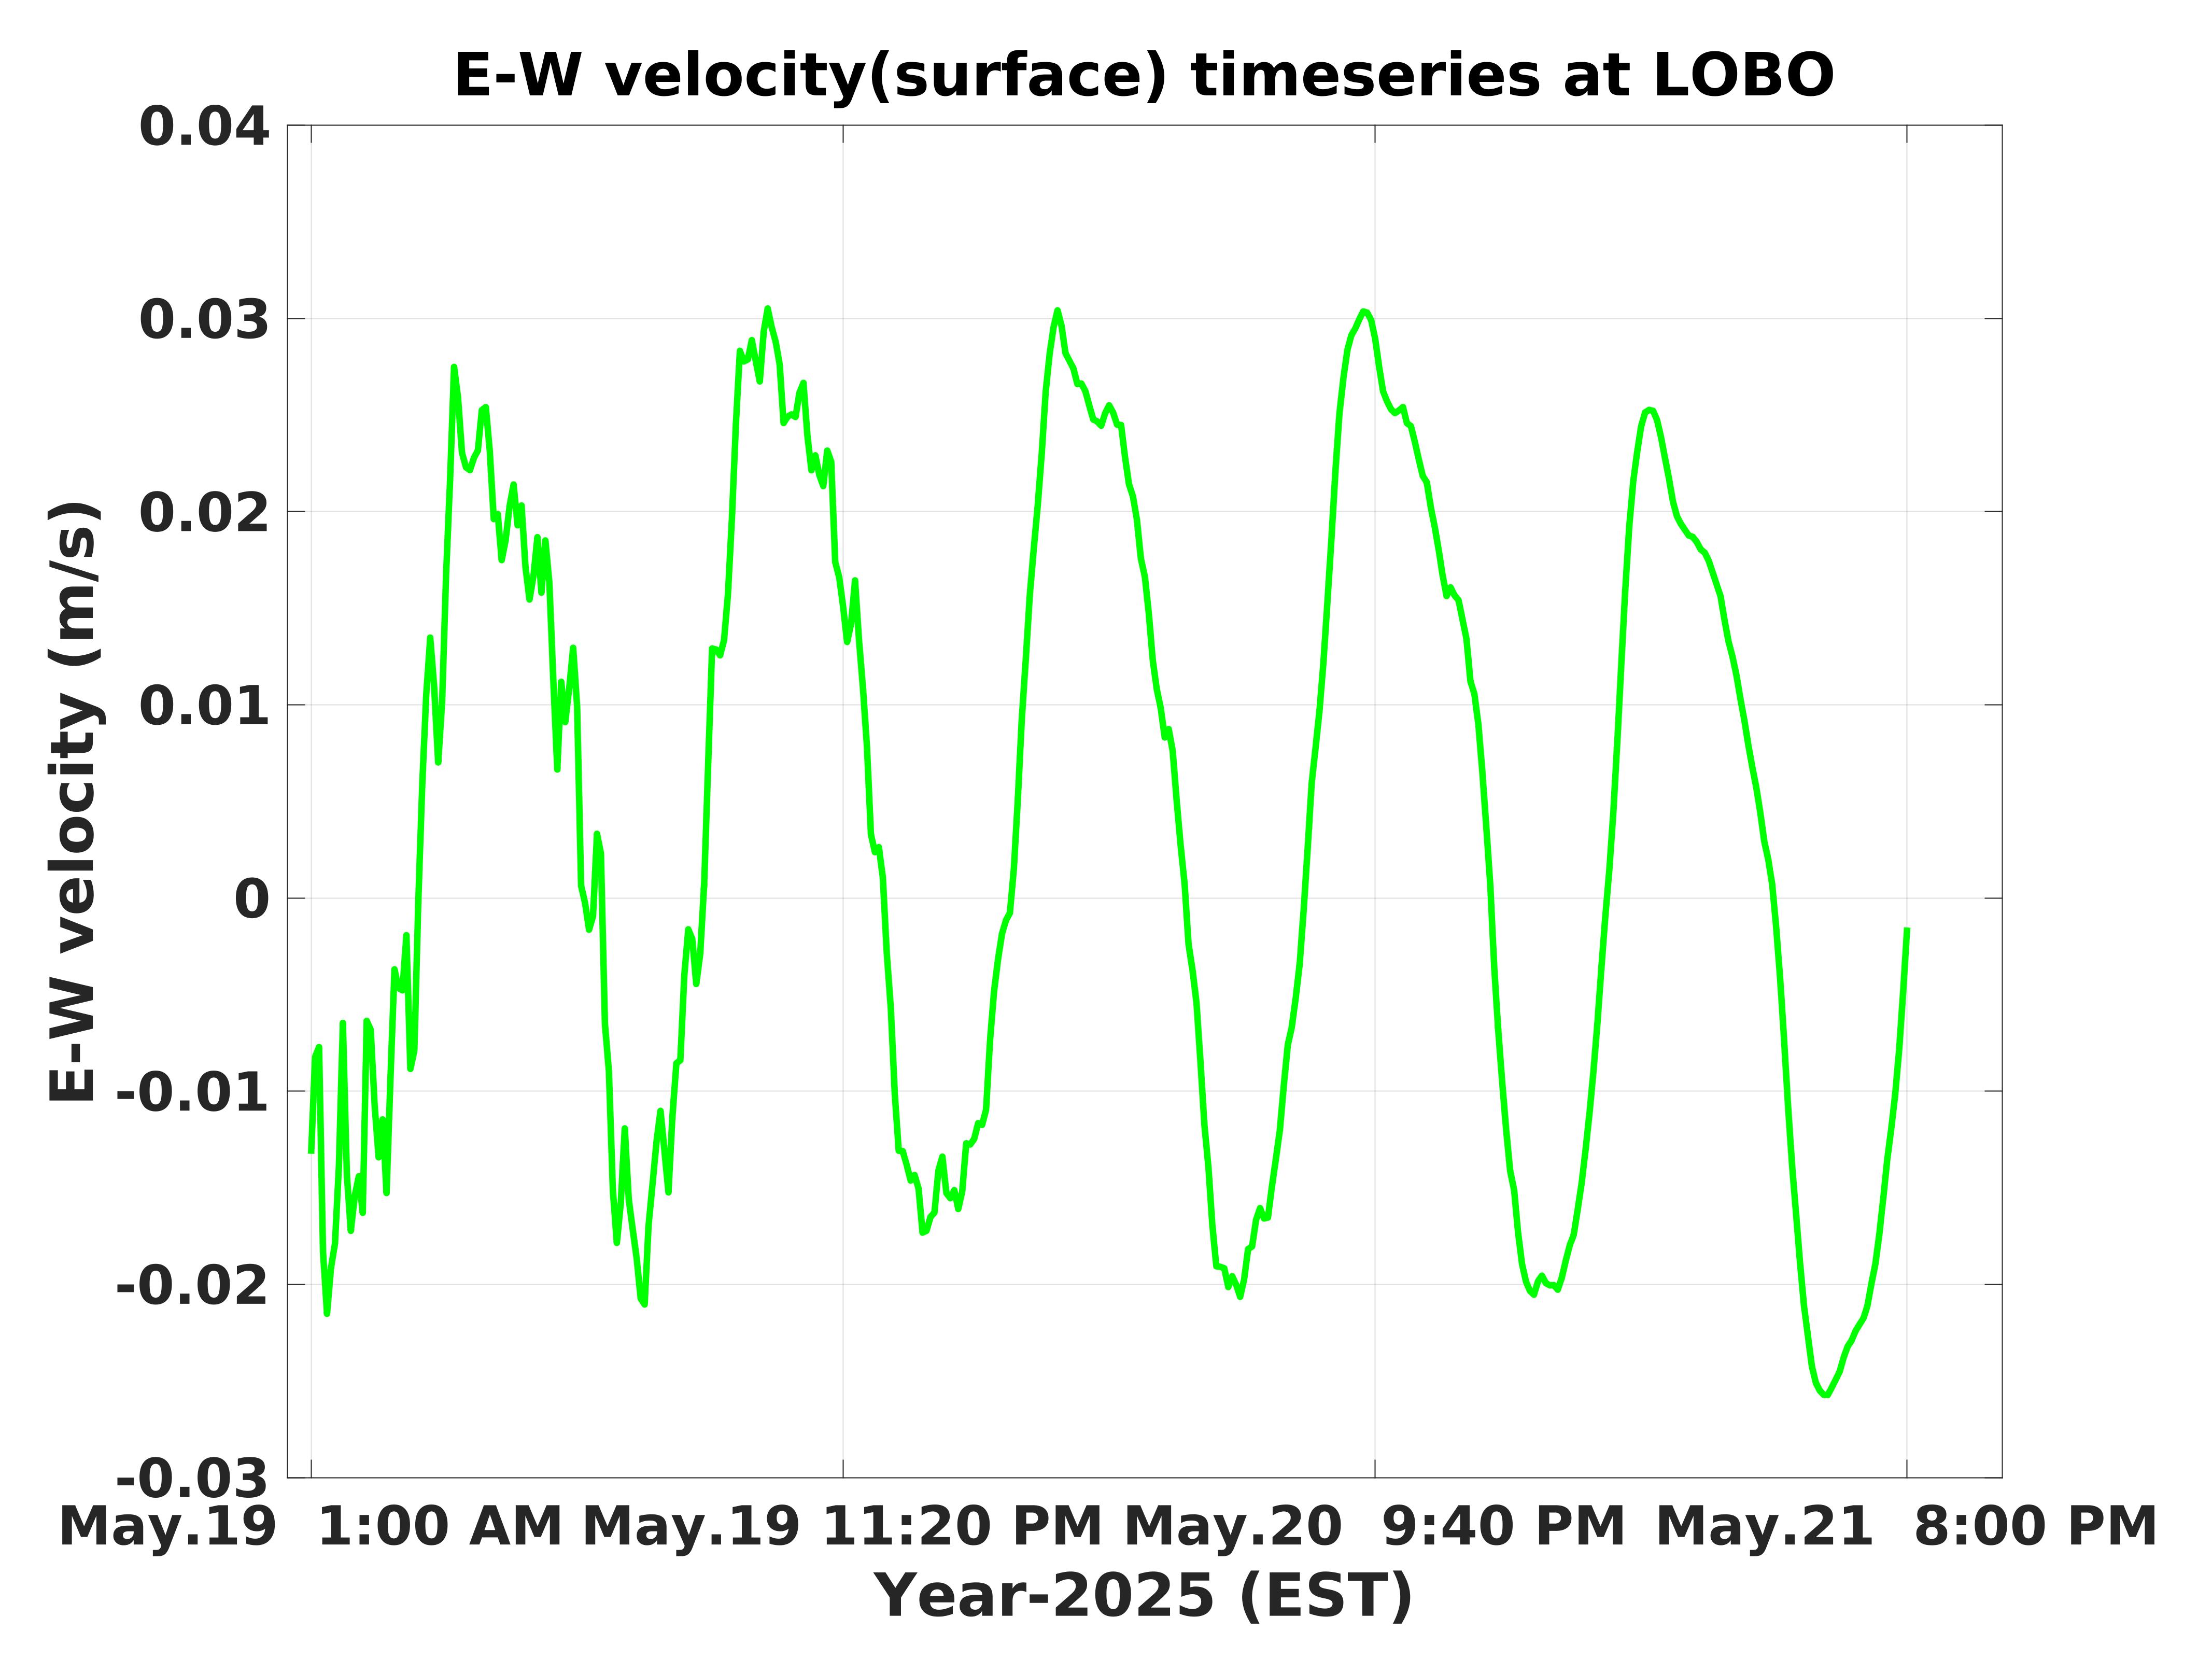 E-W velocity(surface) timeseries at LOBO
0.04
0.03
0.02
0.01
0
-0.01
-0.02
-0.03
E-W velocity (m/s)
May.19 1:00 AM May.19 11:20 PM May.20 9:40 PM May.21 8:00 PM
Year-2025 (EST)